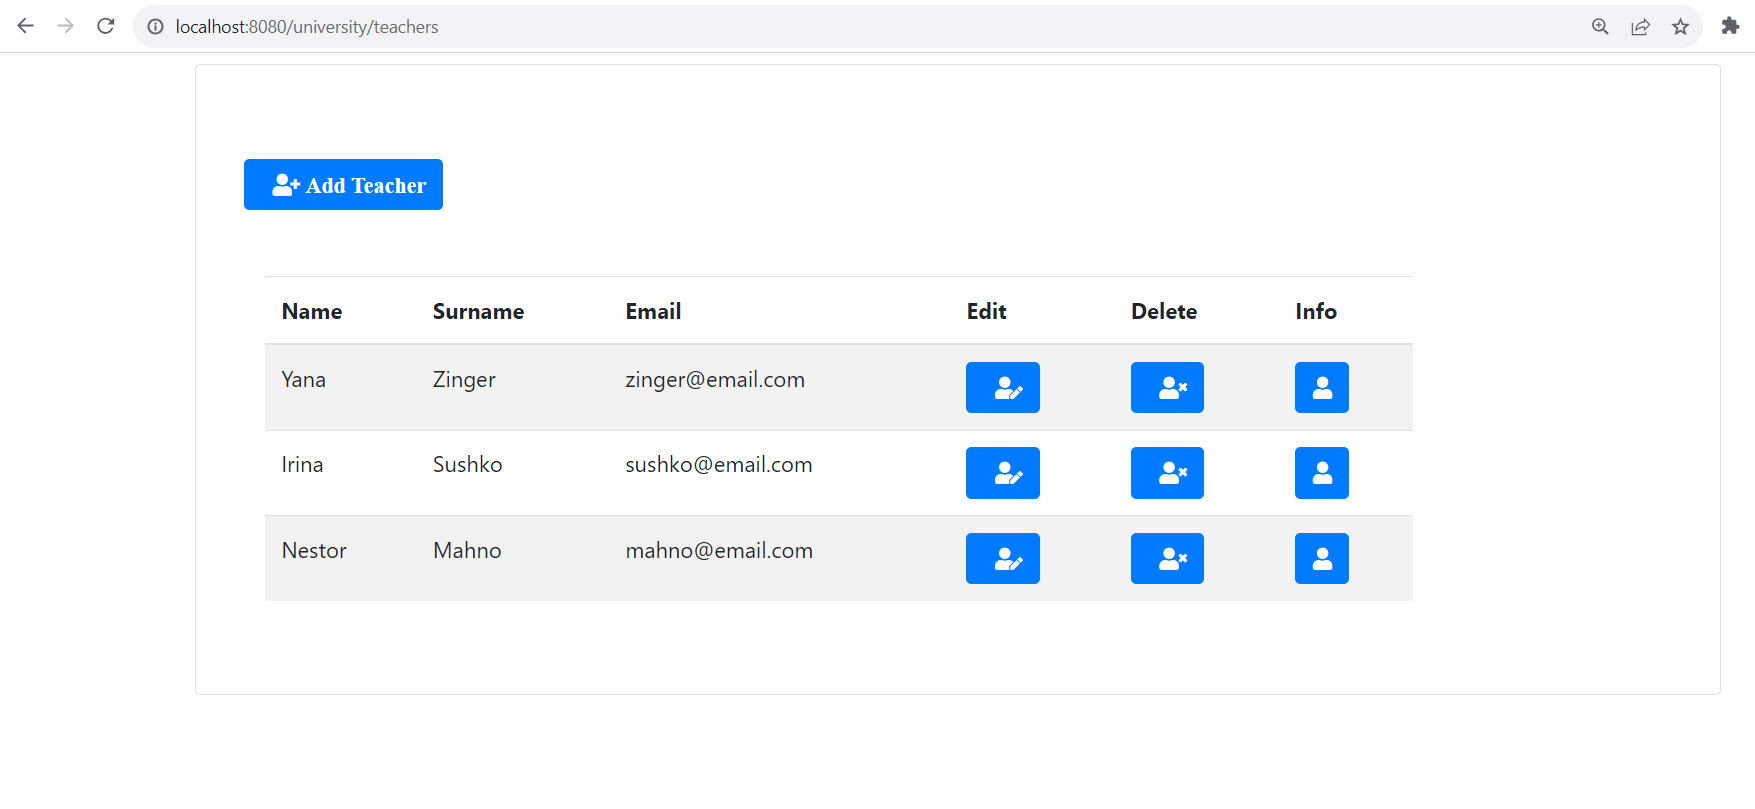 localhost:8080/university/teachers
Add Teacher
Name Surname Email Edit Delete Info
Yana Zinger zinger@email.com
Irina Sushko sushko@email.com
Nestor Mahno mahno@email.com